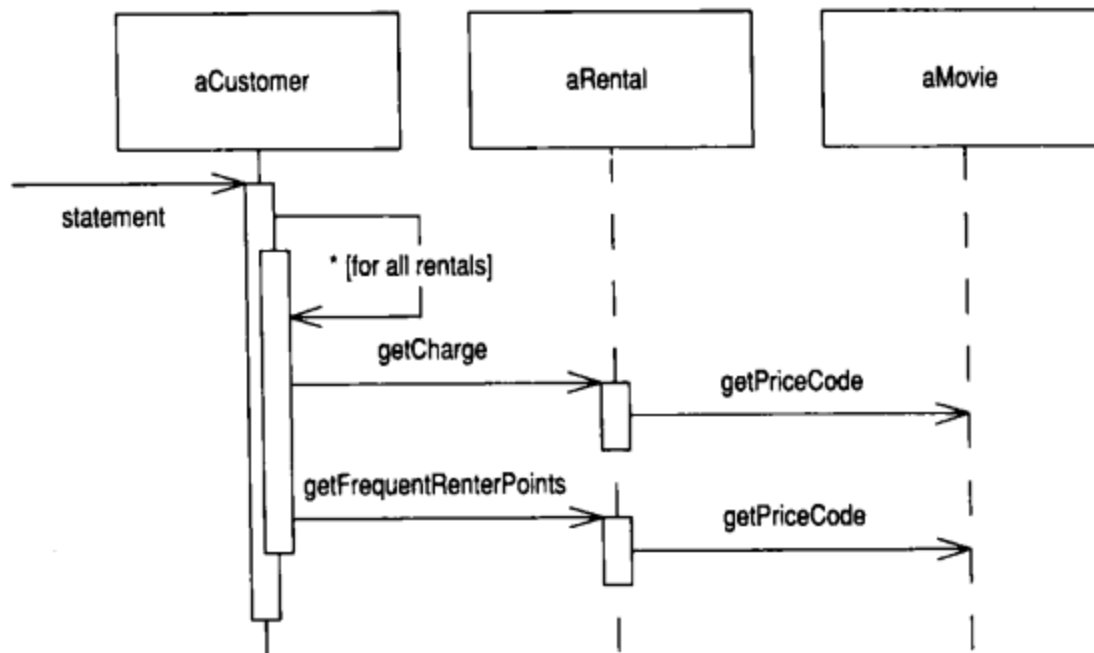 aCustomer
aRental
aMovie
statement
* [for all rentals]
getCharge
getPriceCode
getFrequentRenterPoints
getPriceCode